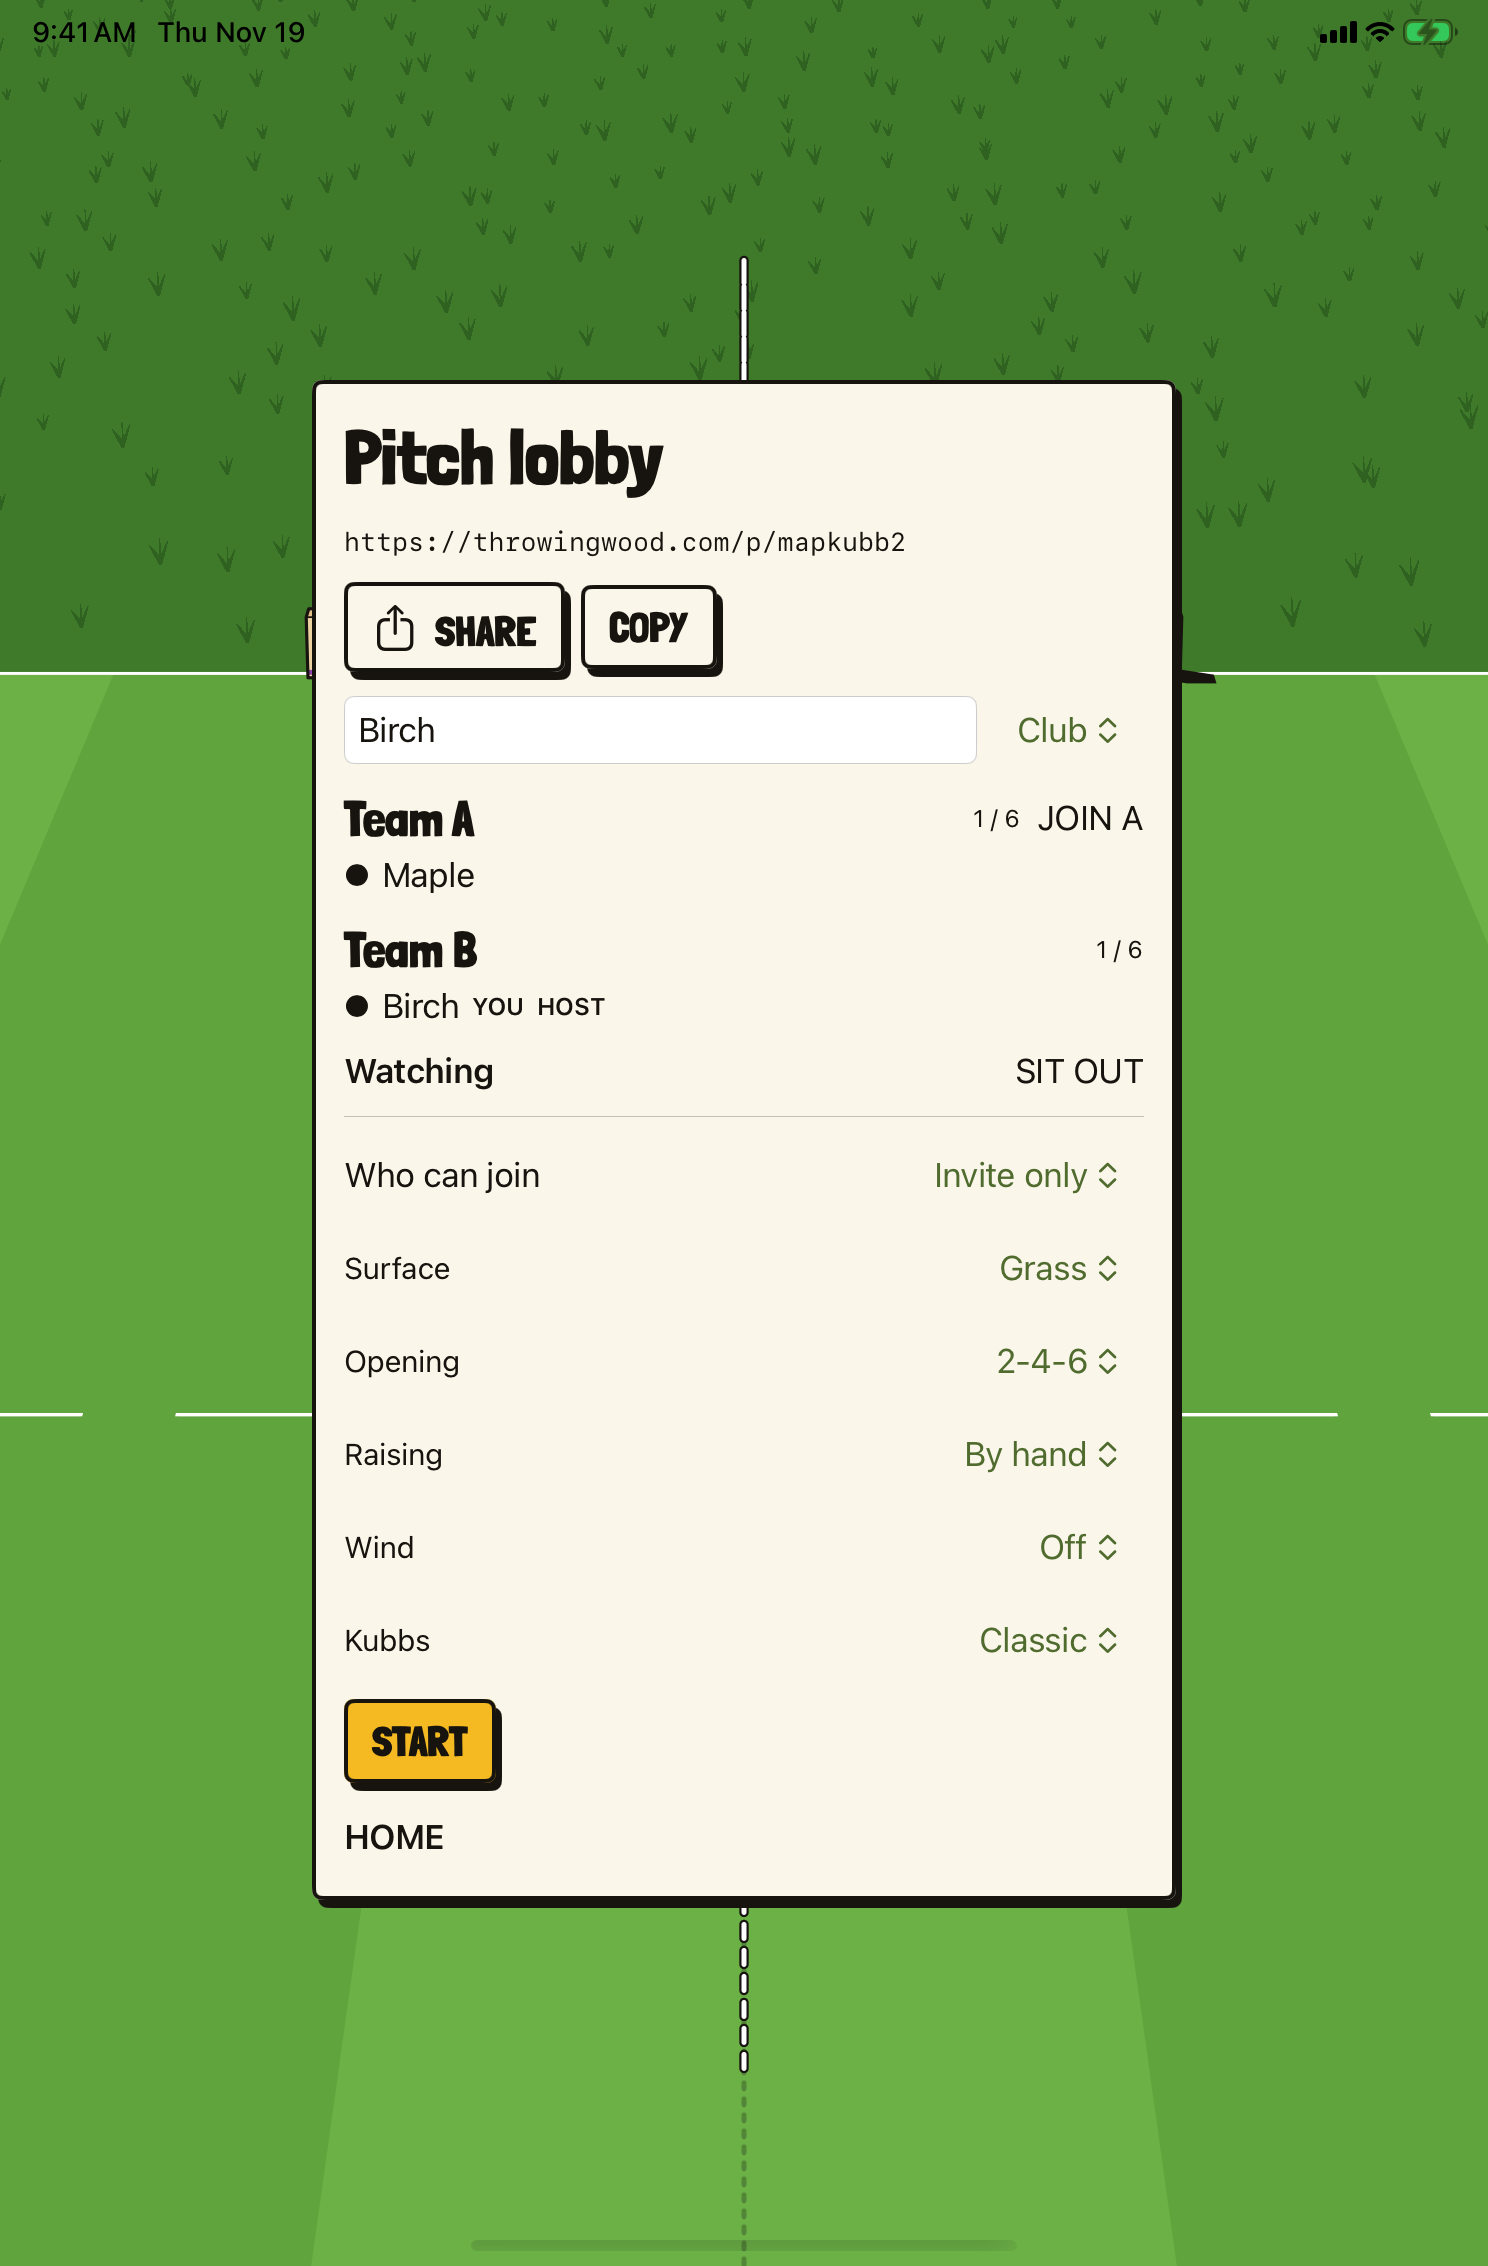 9:41 AM Thu Nov 19
Pitch lobby
https://throwingwood.com/p/mapkubb2
SHARE COPY
Birch Club
Team A 1 / 6 JOIN A
Maple
Team B 1 / 6
Birch YOU HOST
Watching SIT OUT
Who can join Invite only
Surface Grass
Opening 2-4-6
Raising By hand
Wind Off
Kubbs Classic
START
HOME